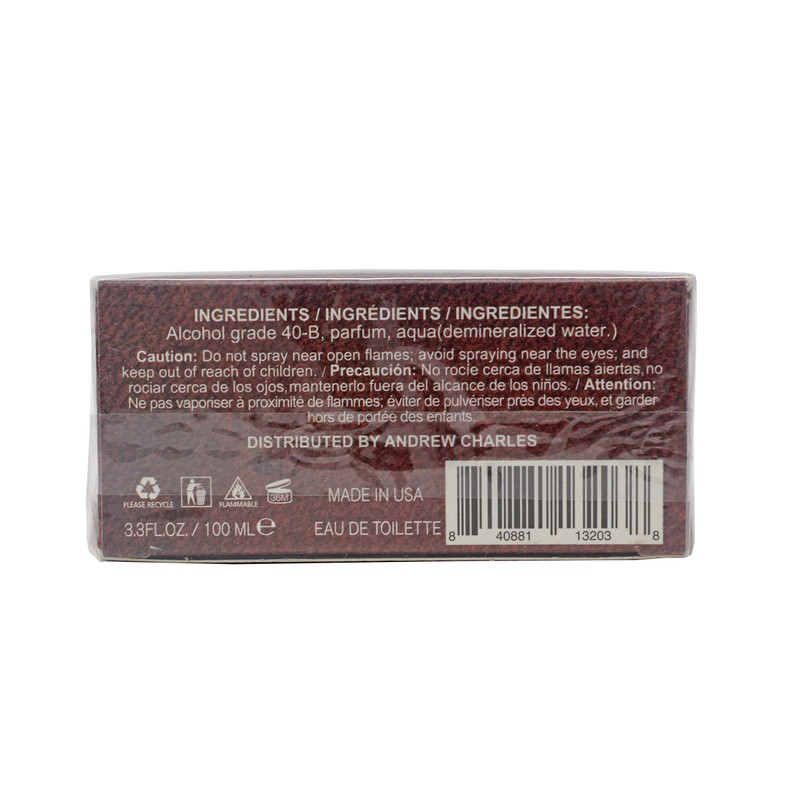 INGREDIENTS / INGRÉDIENTS / INGREDIENTES:
Alcohol grade 40-B, parfum, aqua(demineralized water.)
Caution: Do not spray near open flames; avoid spraying near the eyes; and
keep out of reach of children. / Precaución: No rocíe cerca de llamas aiertas, no
rociar cerca de los ojos, mantenerlo fuera del alcance de los niños. / Attention:
Ne pas vaporiser à proximité de flammes; éviter de pulvériser près des yeux, et garder
hors de portée des enfants.
DISTRIBUTED BY ANDREW CHARLES
PLEASE RECYCLE
FLAMMABLE
36M
MADE IN USA
3.3FL.OZ. / 100 ML℮
EAU DE TOILETTE
8 40881 13203 8